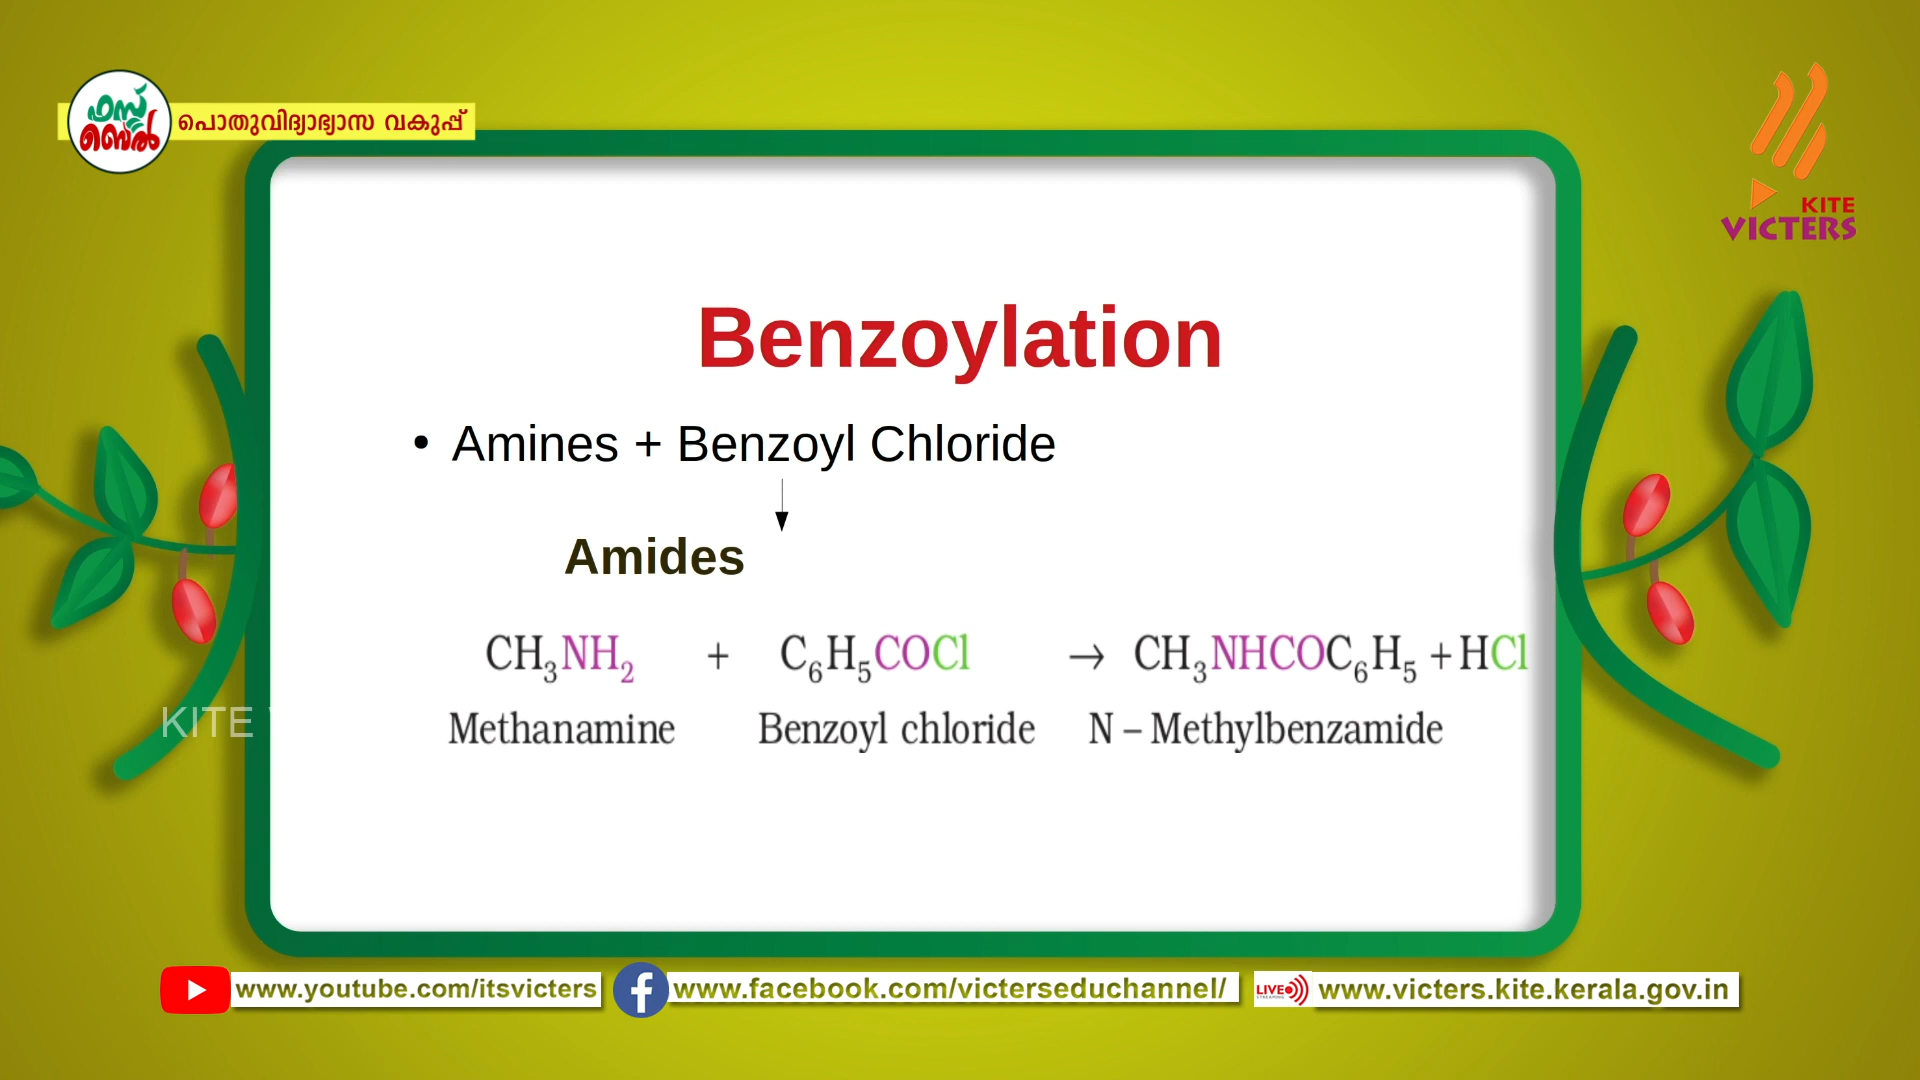 ഫസ്റ്റ്
ബെൽ
പൊതുവിദ്യാഭ്യാസ വകുപ്പ്
KITE
VICTERS
Benzoylation
• Amines + Benzoyl Chloride
Amides
CH₃NH₂ + C₆H₅COCl → CH₃NHCOC₆H₅ + HCl
Methanamine Benzoyl chloride N – Methylbenzamide
KITE
www.youtube.com/itsvicters
www.facebook.com/victerseduchannel/
LIVE
STREAMING
www.victers.kite.kerala.gov.in